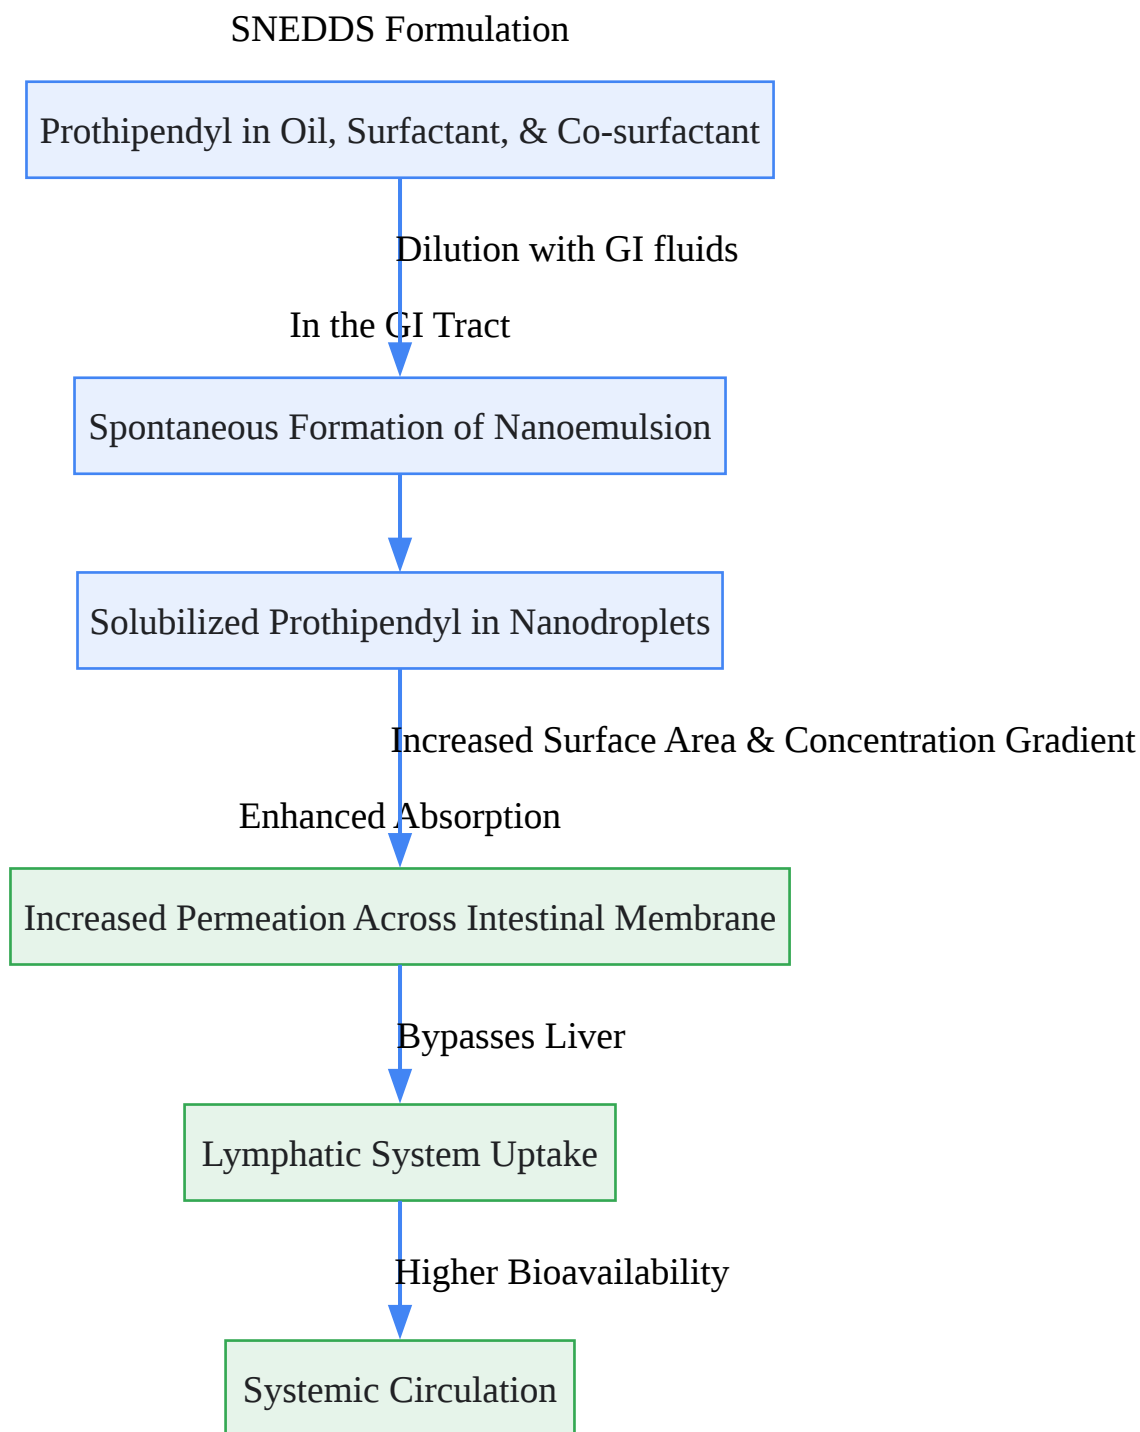 SNEDDS Formulation
Prothipendyl in Oil, Surfactant, & Co-surfactant
Dilution with GI fluids
In the GI Tract
Spontaneous Formation of Nanoemulsion
Solubilized Prothipendyl in Nanodroplets
Increased Surface Area & Concentration Gradient
Enhanced Absorption
Increased Permeation Across Intestinal Membrane
Bypasses Liver
Lymphatic System Uptake
Higher Bioavailability
Systemic Circulation